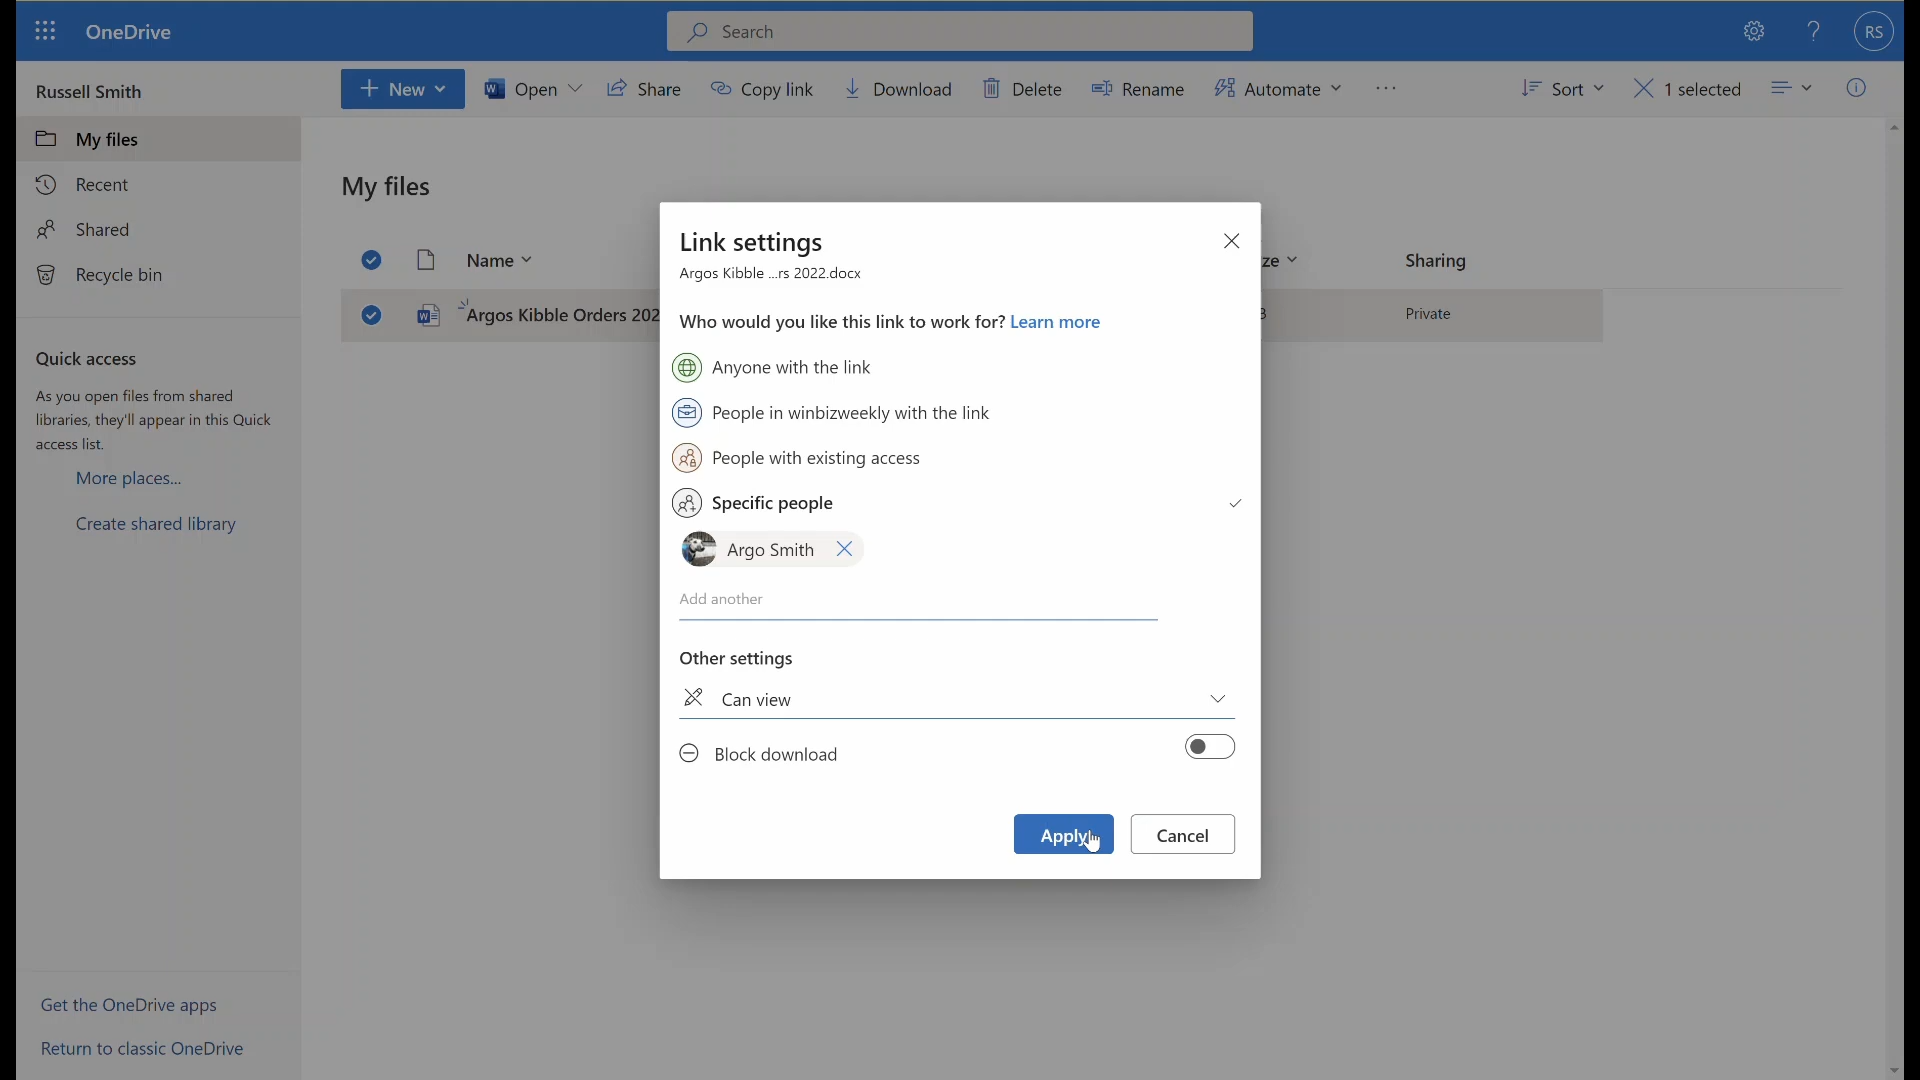 OneDrive
Search
RS
Russell Smith
New
Open
Share
Copy link
Download
Delete
Rename
Automate
Sort
1 selected
My files
Recent
Shared
Recycle bin
Quick access
As you open files from shared
libraries, they'll appear in this Quick
access list.
More places...
Create shared library
Get the OneDrive apps
Return to classic OneDrive
My files
Name
ze
Sharing
Argos Kibble Orders 202
Private
Link settings
Argos Kibble ...rs 2022.docx
Who would you like this link to work for? Learn more
Anyone with the link
People in winbizweekly with the link
People with existing access
Specific people
Argo Smith
Add another
Other settings
Can view
Block download
Apply
Cancel